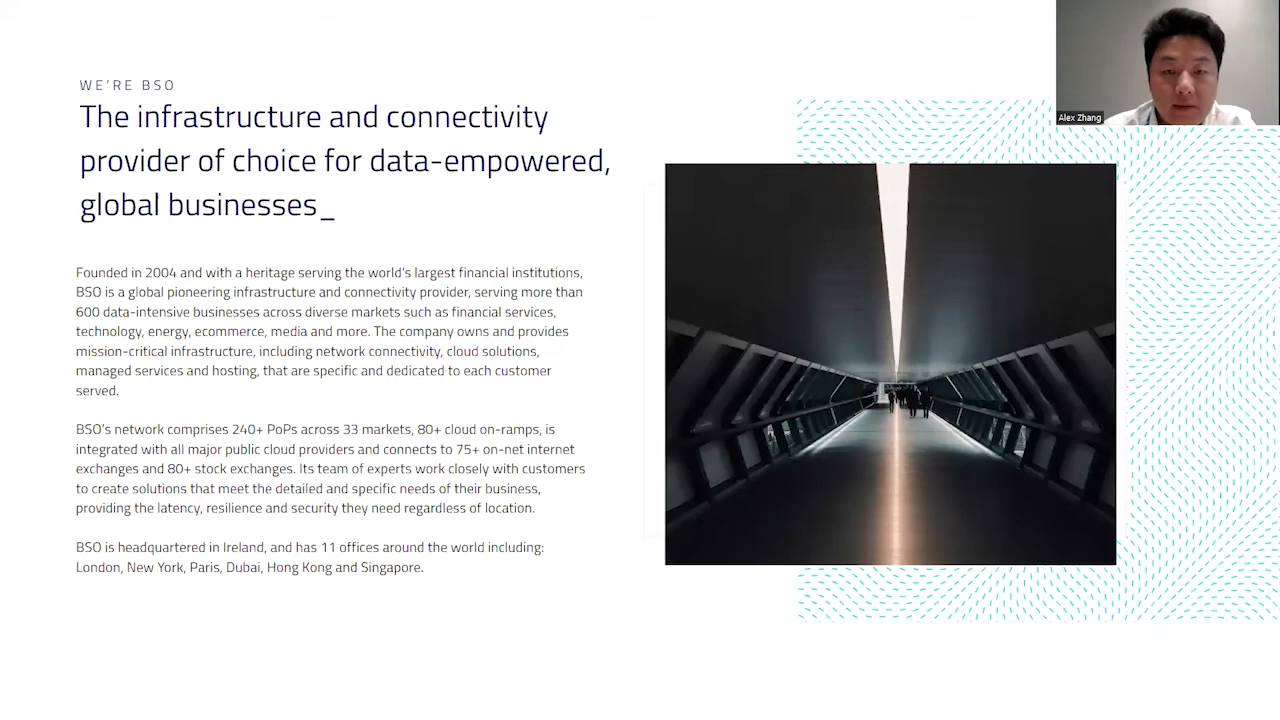 WE'RE BSO
The infrastructure and connectivity
provider of choice for data-empowered,
global businesses_
Founded in 2004 and with a heritage serving the world's largest financial institutions,
BSO is a global pioneering infrastructure and connectivity provider, serving more than
600 data-intensive businesses across diverse markets such as financial services,
technology, energy, ecommerce, media and more. The company owns and provides
mission-critical infrastructure, including network connectivity, cloud solutions,
managed services and hosting, that are specific and dedicated to each customer
served.
BSO's network comprises 240+ PoPs across 33 markets, 80+ cloud on-ramps, is
integrated with all major public cloud providers and connects to 75+ on-net internet
exchanges and 80+ stock exchanges. Its team of experts work closely with customers
to create solutions that meet the detailed and specific needs of their business,
providing the latency, resilience and security they need regardless of location.
BSO is headquartered in Ireland, and has 11 offices around the world including:
London, New York, Paris, Dubai, Hong Kong and Singapore.
Alex Zhang